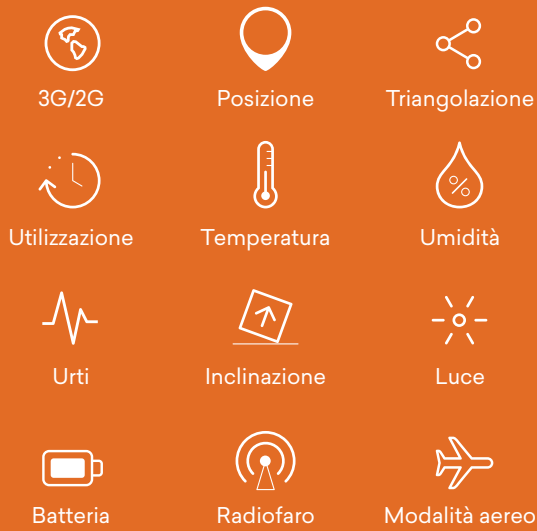 3G/2G
Posizione
Triangolazione
%
Utilizzazione
Temperatura
Umidità
Urti
Inclinazione
Luce
Batteria
Radiofaro
Modalità aereo